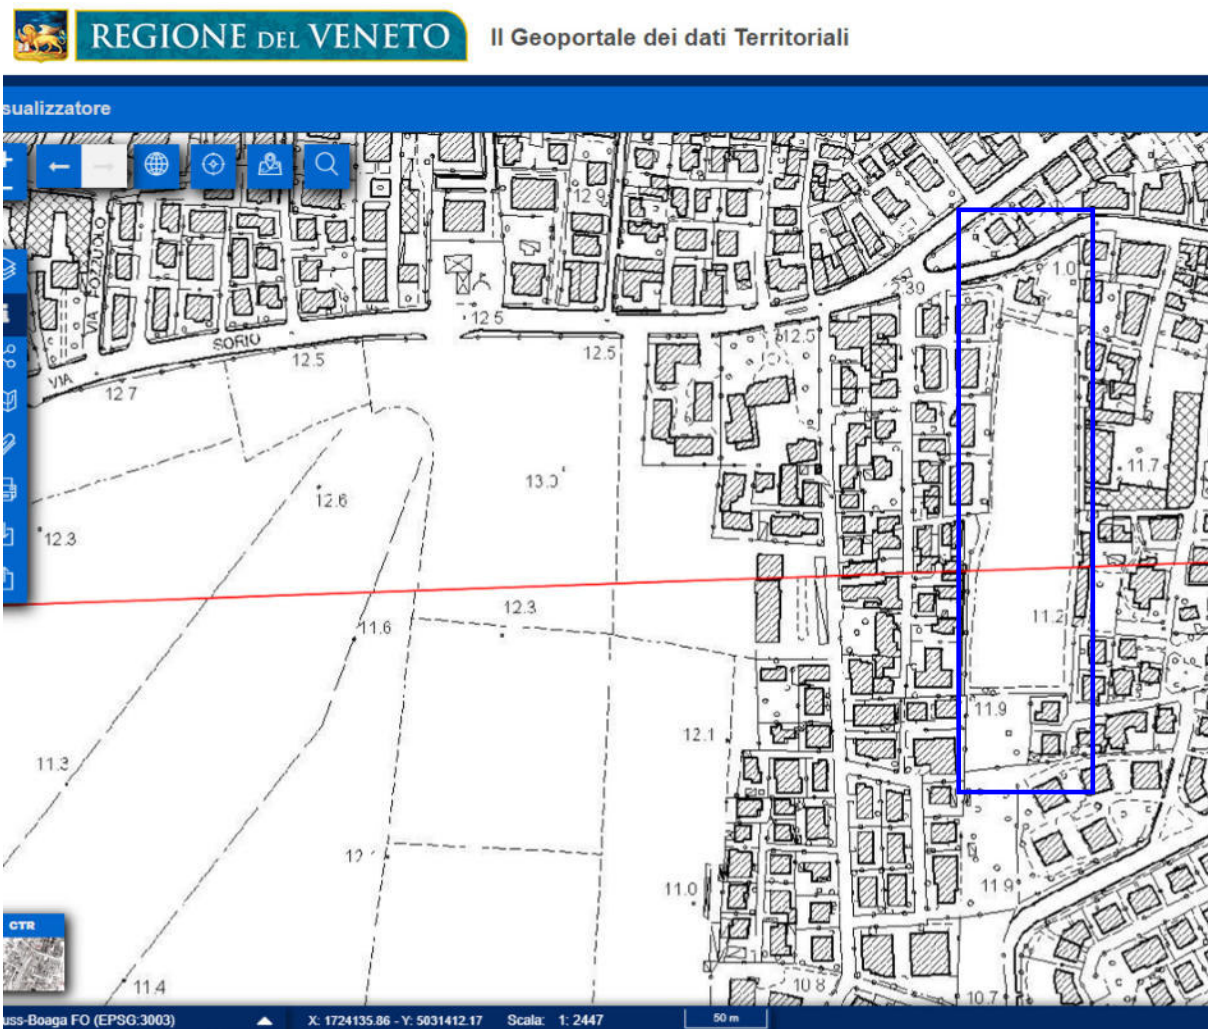 REGIONE DEL VENETO
Il Geoportale dei dati Territoriali
sualizzatore
12 9
VIA POZZUOLO
1.0
2.39
12 5
12.5
12.5
SORIO
12.5
VIA
12.7
11.7
13.0
12.6
12.3
12.3
11.2
11.6
11.9
12.1
11.3
12
11.0
11.9
CTR
11.4
10 8
10.7
uss-Boaga FO (EPSG:3003)
X: 1724135.86 - Y: 5031412.17
Scala: 1: 2447
50 m